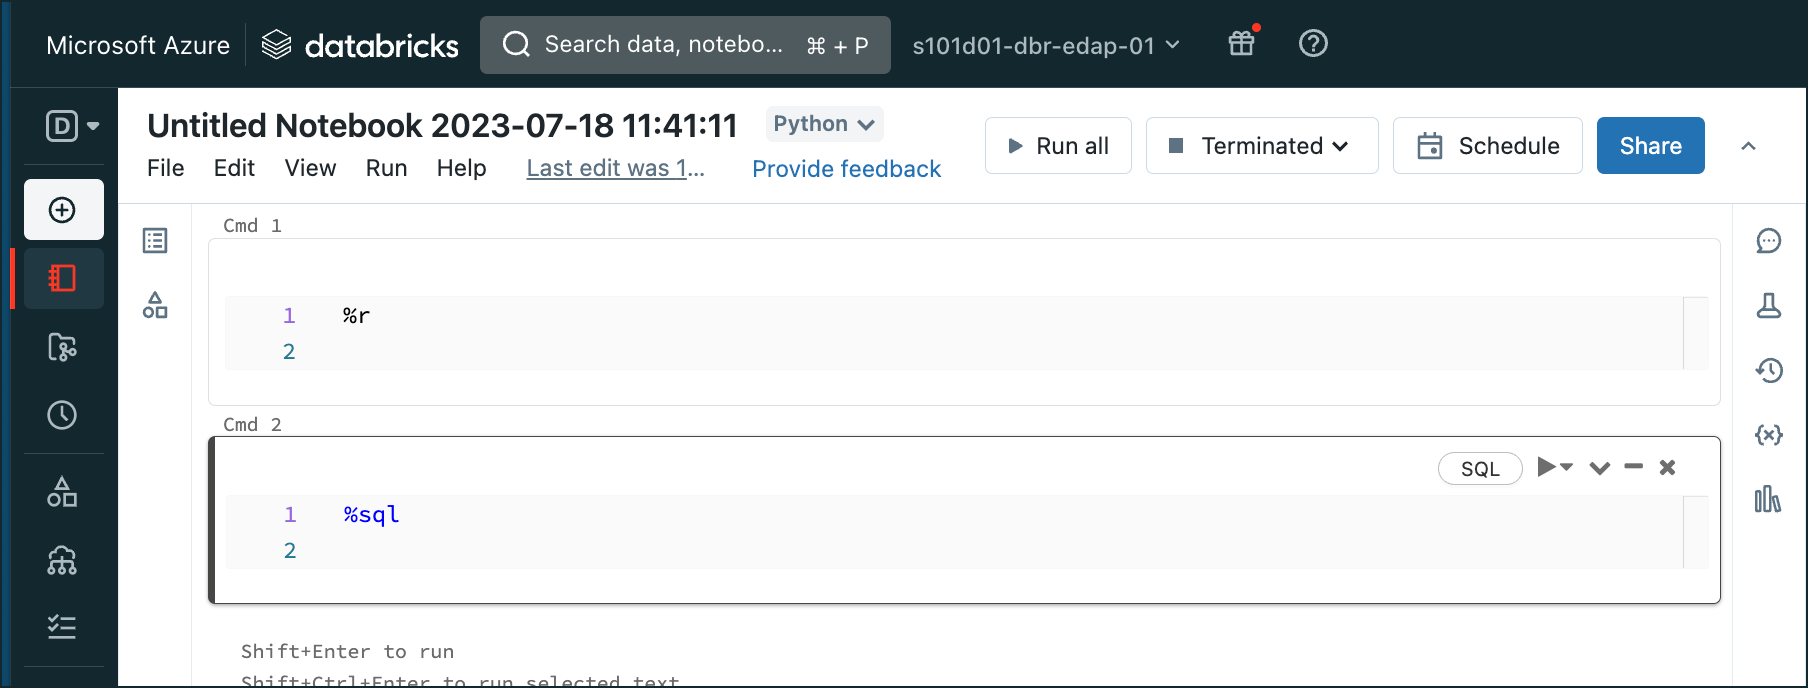 Microsoft Azure databricks Search data, notebo... ⌘ + P s101d01-dbr-edap-01
D
Untitled Notebook 2023-07-18 11:41:11 Python
File Edit View Run Help Last edit was 1... Provide feedback
Run all Terminated Schedule Share
Cmd 1
1 %r
2
Cmd 2
SQL
1 %sql
2
Shift+Enter to run
Shift+Ctrl+Enter to run selected text